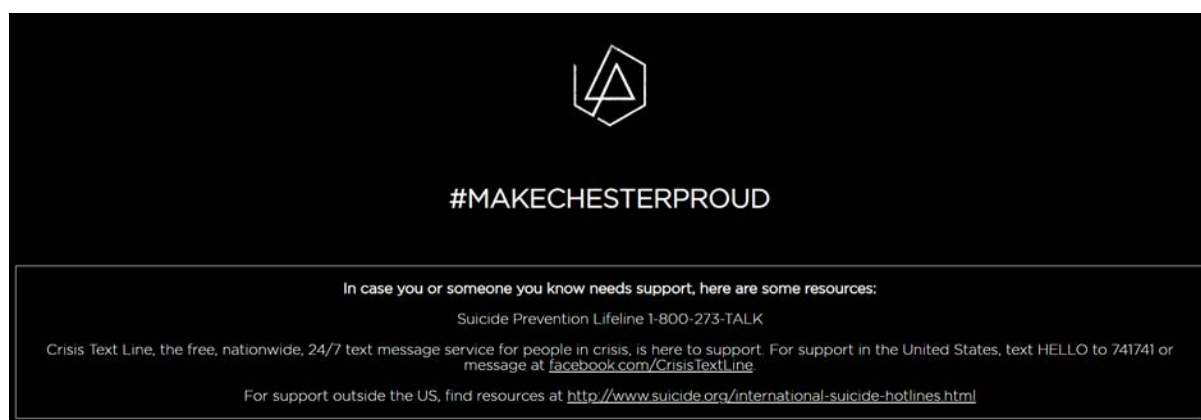 #MAKECHESTERPROUD
In case you or someone you know needs support, here are some resources:
Suicide Prevention Lifeline 1-800-273-TALK
Crisis Text Line, the free, nationwide, 24/7 text message service for people in crisis, is here to support. For support in the United States, text HELLO to 741741 or
message at facebook.com/CrisisTextLine.
For support outside the US, find resources at http://www.suicide.org/international-suicide-hotlines.html